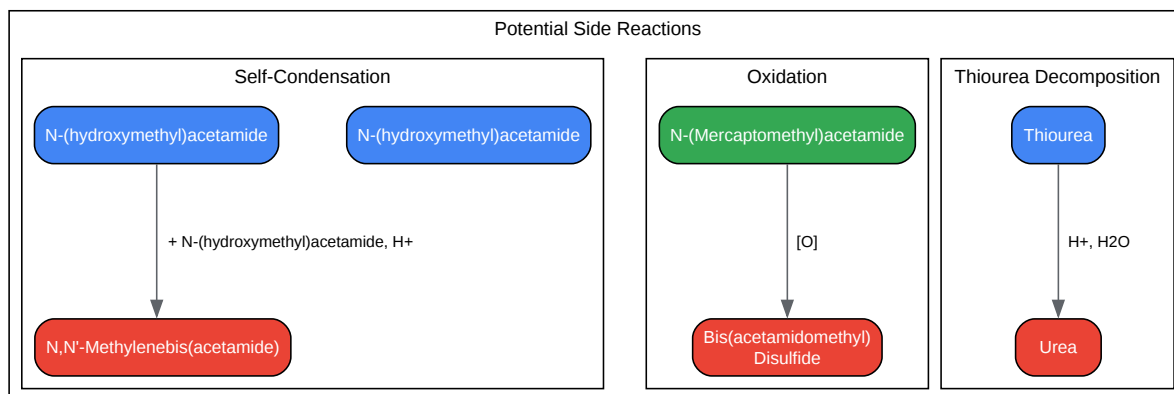 Potential Side Reactions
Self-Condensation
N-(hydroxymethyl)acetamide
N-(hydroxymethyl)acetamide
+ N-(hydroxymethyl)acetamide, H+
N,N'-Methylenebis(acetamide)
Oxidation
N-(Mercaptomethyl)acetamide
[O]
Bis(acetamidomethyl)
Disulfide
Thiourea Decomposition
Thiourea
H+, H2O
Urea